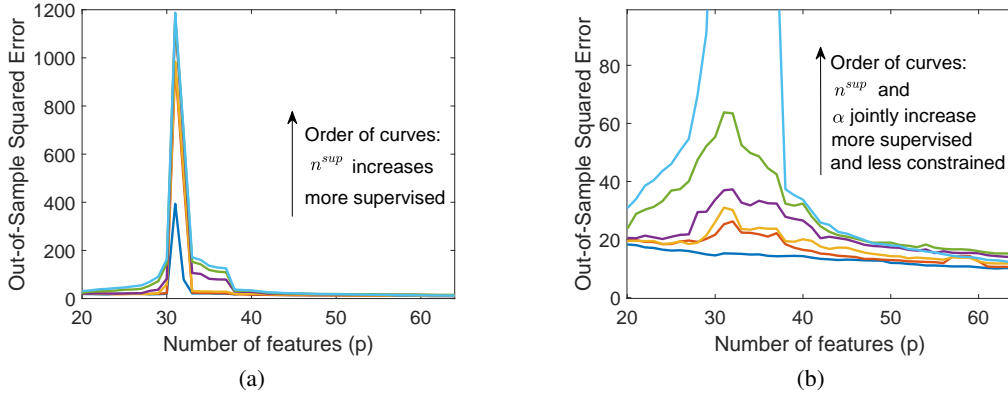 Out-of-Sample Squared Error
1200
1000
800
600
400
200
0
Order of curves:
n^sup increases
more supervised
20 30 40 50 60
Number of features (p)
(a)
Out-of-Sample Squared Error
80
60
40
20
0
Order of curves:
n^sup and
α jointly increase
more supervised
and less constrained
20 30 40 50 60
Number of features (p)
(b)